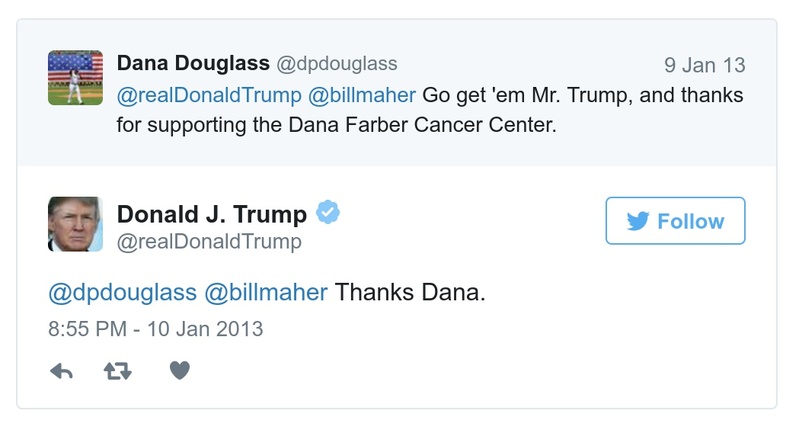 Dana Douglass @dpdouglass 9 Jan 13
@realDonaldTrump @billmaher Go get 'em Mr. Trump, and thanks
for supporting the Dana Farber Cancer Center.
Donald J. Trump
@realDonaldTrump
Follow
@dpdouglass @billmaher Thanks Dana.
8:55 PM - 10 Jan 2013